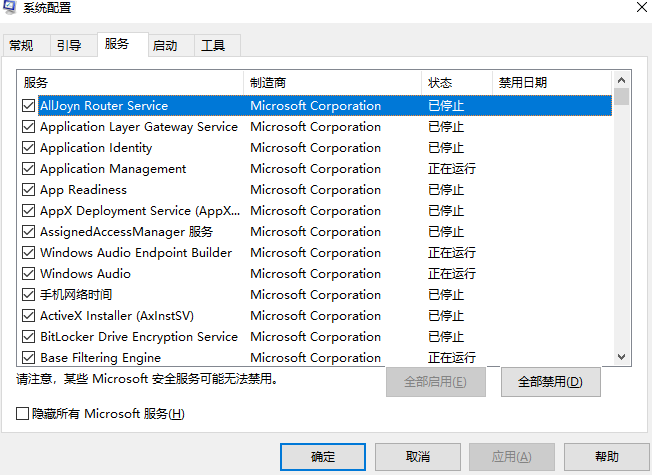 系统配置
常规 引导 服务 启动 工具
服务 制造商 状态 禁用日期
AllJoyn Router Service Microsoft Corporation 已停止
Application Layer Gateway Service Microsoft Corporation 已停止
Application Identity Microsoft Corporation 已停止
Application Management Microsoft Corporation 正在运行
App Readiness Microsoft Corporation 已停止
AppX Deployment Service (AppX... Microsoft Corporation 已停止
AssignedAccessManager 服务 Microsoft Corporation 已停止
Windows Audio Endpoint Builder Microsoft Corporation 正在运行
Windows Audio Microsoft Corporation 正在运行
手机网络时间 Microsoft Corporation 已停止
ActiveX Installer (AxInstSV) Microsoft Corporation 已停止
BitLocker Drive Encryption Service Microsoft Corporation 已停止
Base Filtering Engine Microsoft Corporation 正在运行
请注意，某些 Microsoft 安全服务可能无法禁用。
全部启用(E) 全部禁用(D)
隐藏所有 Microsoft 服务(H)
确定 取消 应用(A) 帮助